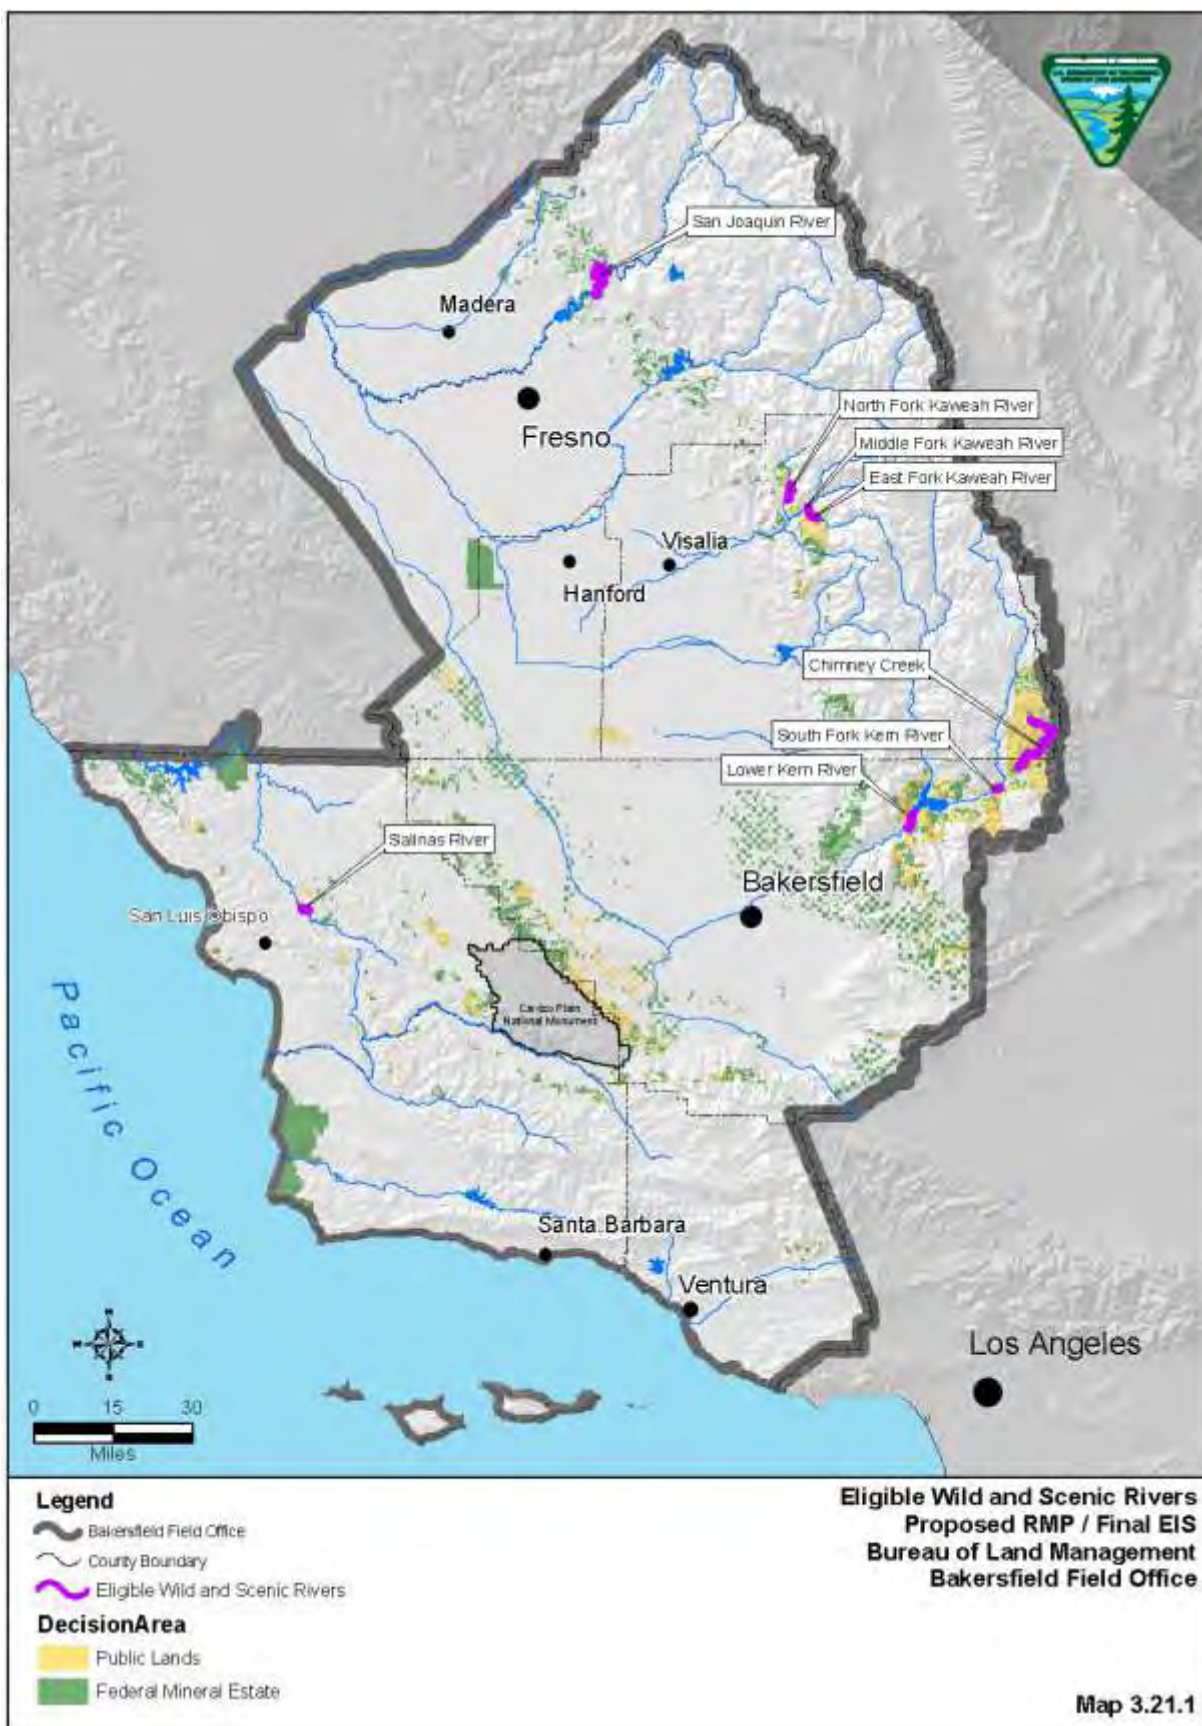 San Joaquin River
Madera
Fresno
North Fork Kaweah River
Middle Fork Kaweah River
East Fork Kaweah River
Visalia
Hanford
Chimney Creek
South Fork Kern River
Lower Kern River
Salinas River
Bakersfield
San Luis Obispo
Carrizo Plain
National Monument
Pacific Ocean
Santa Barbara
Ventura
Los Angeles
N
W E
S
0 15 30
Miles
Legend
Bakersfield Field Office
County Boundary
Eligible Wild and Scenic Rivers
DecisionArea
Public Lands
Federal Mineral Estate
Eligible Wild and Scenic Rivers
Proposed RMP / Final EIS
Bureau of Land Management
Bakersfield Field Office
Map 3.21.1